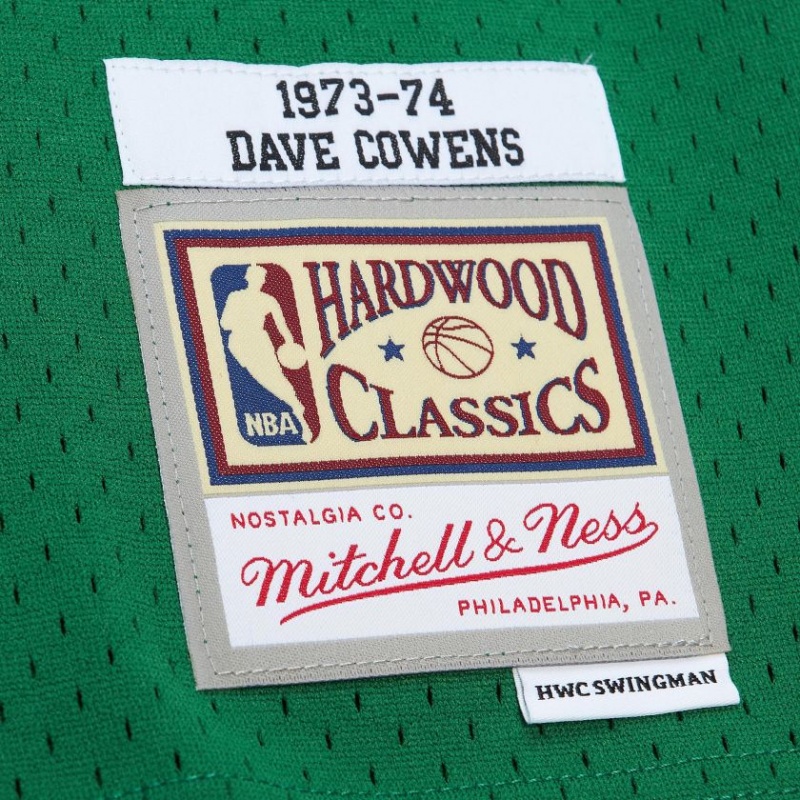 1973-74
DAVE COWENS
HARDWOOD
CLASSICS
NBA
NOSTALGIA CO.
Mitchell & Ness
PHILADELPHIA, PA.
HWC SWINGMAN